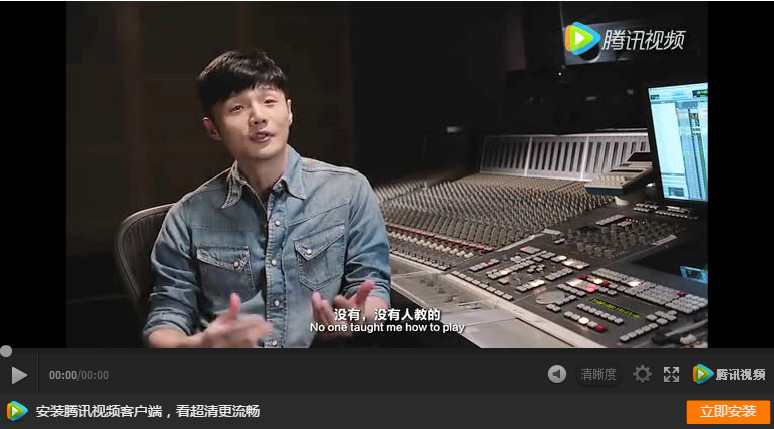 腾讯视频
没有，没有人教的
No one taught me how to play
00:00/00:00
清晰度
腾讯视频
安装腾讯视频客户端，看超清更流畅
立即安装